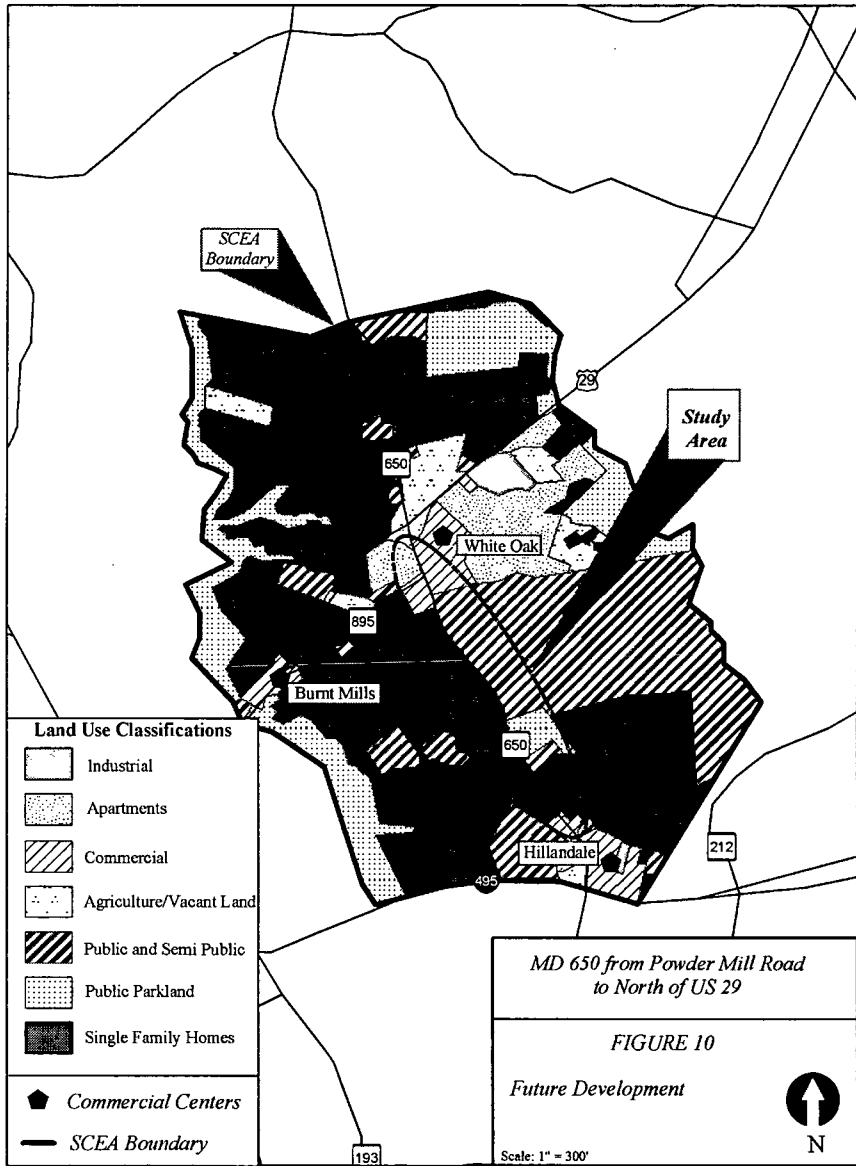 SCEA
Boundary
29
Study
Area
650
White Oak
895
Burnt Mills
650
Hillandale
212
495
193
Land Use Classifications
Industrial
Apartments
Commercial
Agriculture/Vacant Land
Public and Semi Public
Public Parkland
Single Family Homes
Commercial Centers
SCEA Boundary
MD 650 from Powder Mill Road
to North of US 29
FIGURE 10
Future Development
N
Scale: 1" = 300'